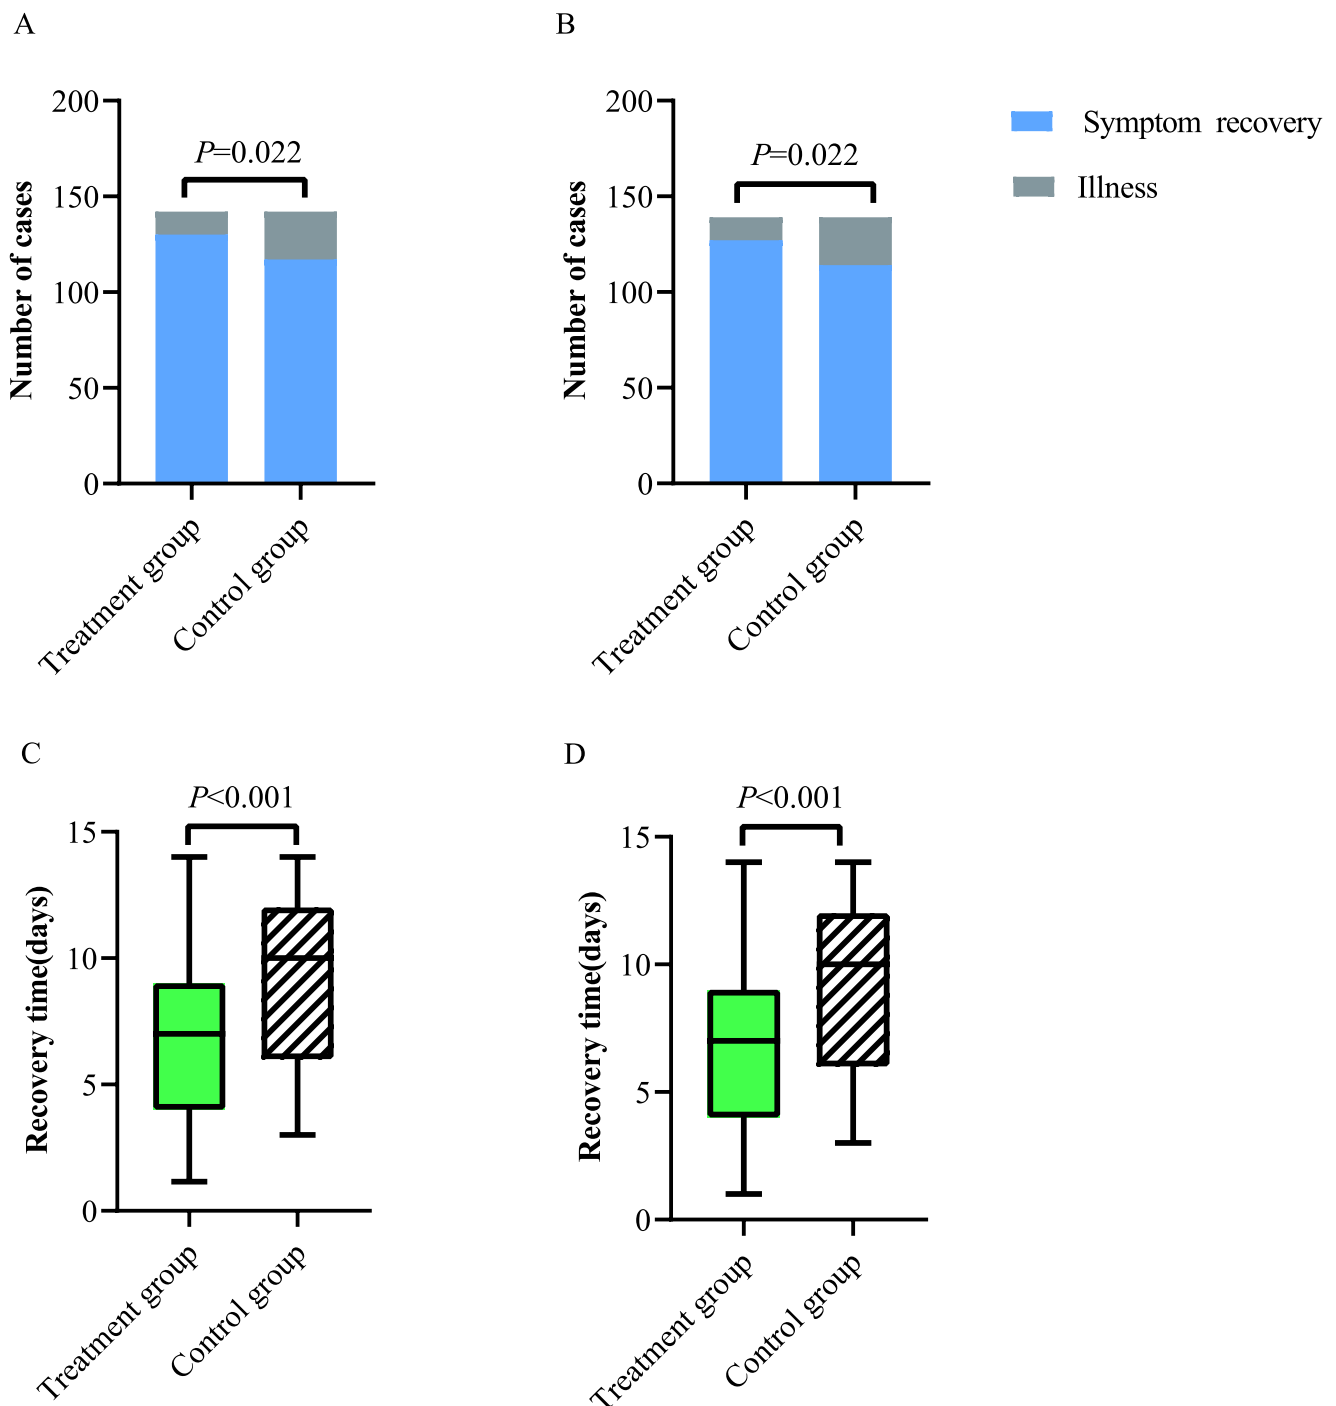 A
B
200
150
100
50
0
Number of cases
P=0.022
Treatment group
Control group
200
150
100
50
0
Number of cases
P=0.022
Treatment group
Control group
Symptom recovery
Illness
C
D
P<0.001
15
10
5
0
Recovery time(days)
Treatment group
Control group
P<0.001
15
10
5
0
Recovery time(days)
Treatment group
Control group